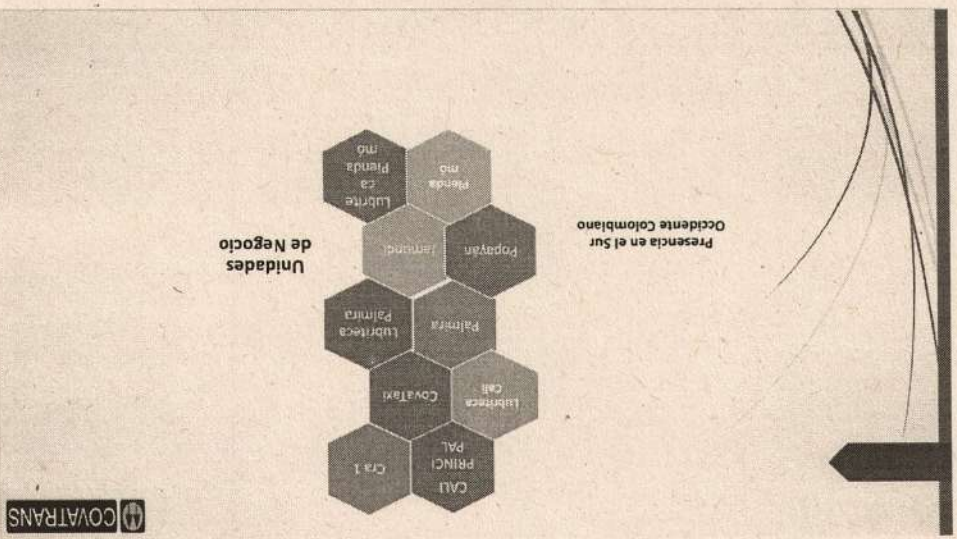 COVATRANS
CALI
PRINCI
PAL
Cra 1
Lubriteca
Cali
CovaTaxi
Palmira
Lubriteca
Palmira
Presencia en el Sur
Occidente Colombiano
Popayán
Jamundí
Unidades
de Negocio
Pienda
mó
Lubrite
ca
Pienda
mó